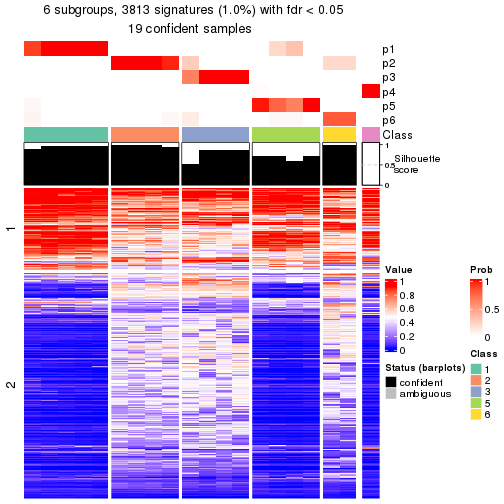 6 subgroups, 3813 signatures (1.0%) with fdr < 0.05
19 confident samples
p1
p2
p3
p4
p5
p6
Class
1
0.5
0
Silhouette
score
1
2
Value
1
0.8
0.6
0.4
0.2
0
Prob
1
0.5
0
Status (barplots)
confident
ambiguous
Class
1
2
3
5
6